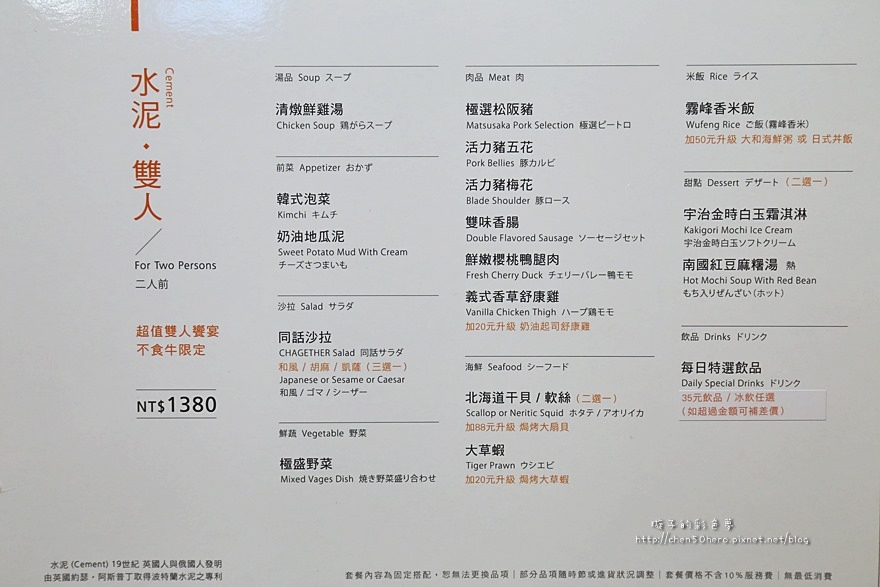 水泥・雙人
Cement
For Two Persons
二人前
超值雙人饗宴
不食牛限定
NT$1380
水泥 (Cement) 19世紀 英國人與俄國人發明
由英國約瑟・阿斯普丁取得波特蘭水泥之專利
湯品 Soup スープ
清燉鮮雞湯
Chicken Soup 鶏がらスープ
前菜 Appetizer おかず
韓式泡菜
Kimchi キムチ
奶油地瓜泥
Sweet Potato Mud With Cream
チーズさつまいも
沙拉 Salad サラダ
同話沙拉
CHAGETHER Salad 同話サラダ
和風 / 胡麻 / 凱薩（三選一）
Japanese or Sesame or Caesar
和風 / ゴマ / シーザー
鮮蔬 Vegetable 野菜
極盛野菜
Mixed Vages Dish 焼き野菜盛り合わせ
肉品 Meat 肉
極選松阪豬
Matsusaka Pork Selection 極選ピートロ
活力豬五花
Pork Bellies 豚カルビ
活力豬梅花
Blade Shoulder 豚ロース
雙味香腸
Double Flavored Sausage ソーセージセット
鮮嫩櫻桃鴨腿肉
Fresh Cherry Duck チェリーバレー鴨モモ
義式香草舒康雞
Vanilla Chicken Thigh ハーブ鶏モモ
加20元升級 奶油起司舒康雞
海鮮 Seafood シーフード
北海道干貝 / 軟絲（二選一）
Scallop or Neritic Squid ホタテ / アオリイカ
加88元升級 焗烤大扇貝
大草蝦
Tiger Prawn ウシエビ
加20元升級 焗烤大草蝦
米飯 Rice ライス
霧峰香米飯
Wufeng Rice ご飯（霧峰香米）
加50元升級 大和海鮮粥 或 日式丼飯
甜點 Dessert デザート（二選一）
宇治金時白玉霜淇淋
Kakigori Mochi Ice Cream
宇治金時白玉ソフトクリーム
南國紅豆麻糬湯 熱
Hot Mochi Soup With Red Bean
もち入りぜんざい（ホット）
飲品 Drinks ドリンク
每日特選飲品
Daily Special Drinks ドリンク
35元飲品 / 冰飲任選
（如超過金額可補差價）
套餐內容為固定搭配，恕無法更換品項｜部分品項隨時節或進貨狀況調整｜套餐價格不含10%服務費｜無最低消費
猴子的彩色夢
http://chen50hero.pixnet.net/blog